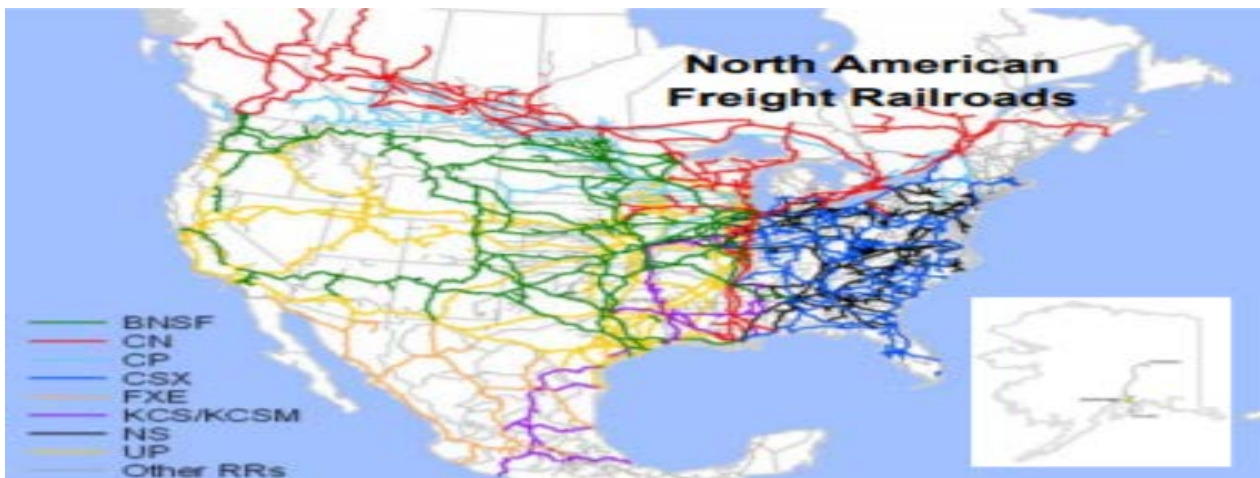 North American
Freight Railroads
BNSF
CN
CP
CSX
FXE
KCS/KCSM
NS
UP
Other RRs